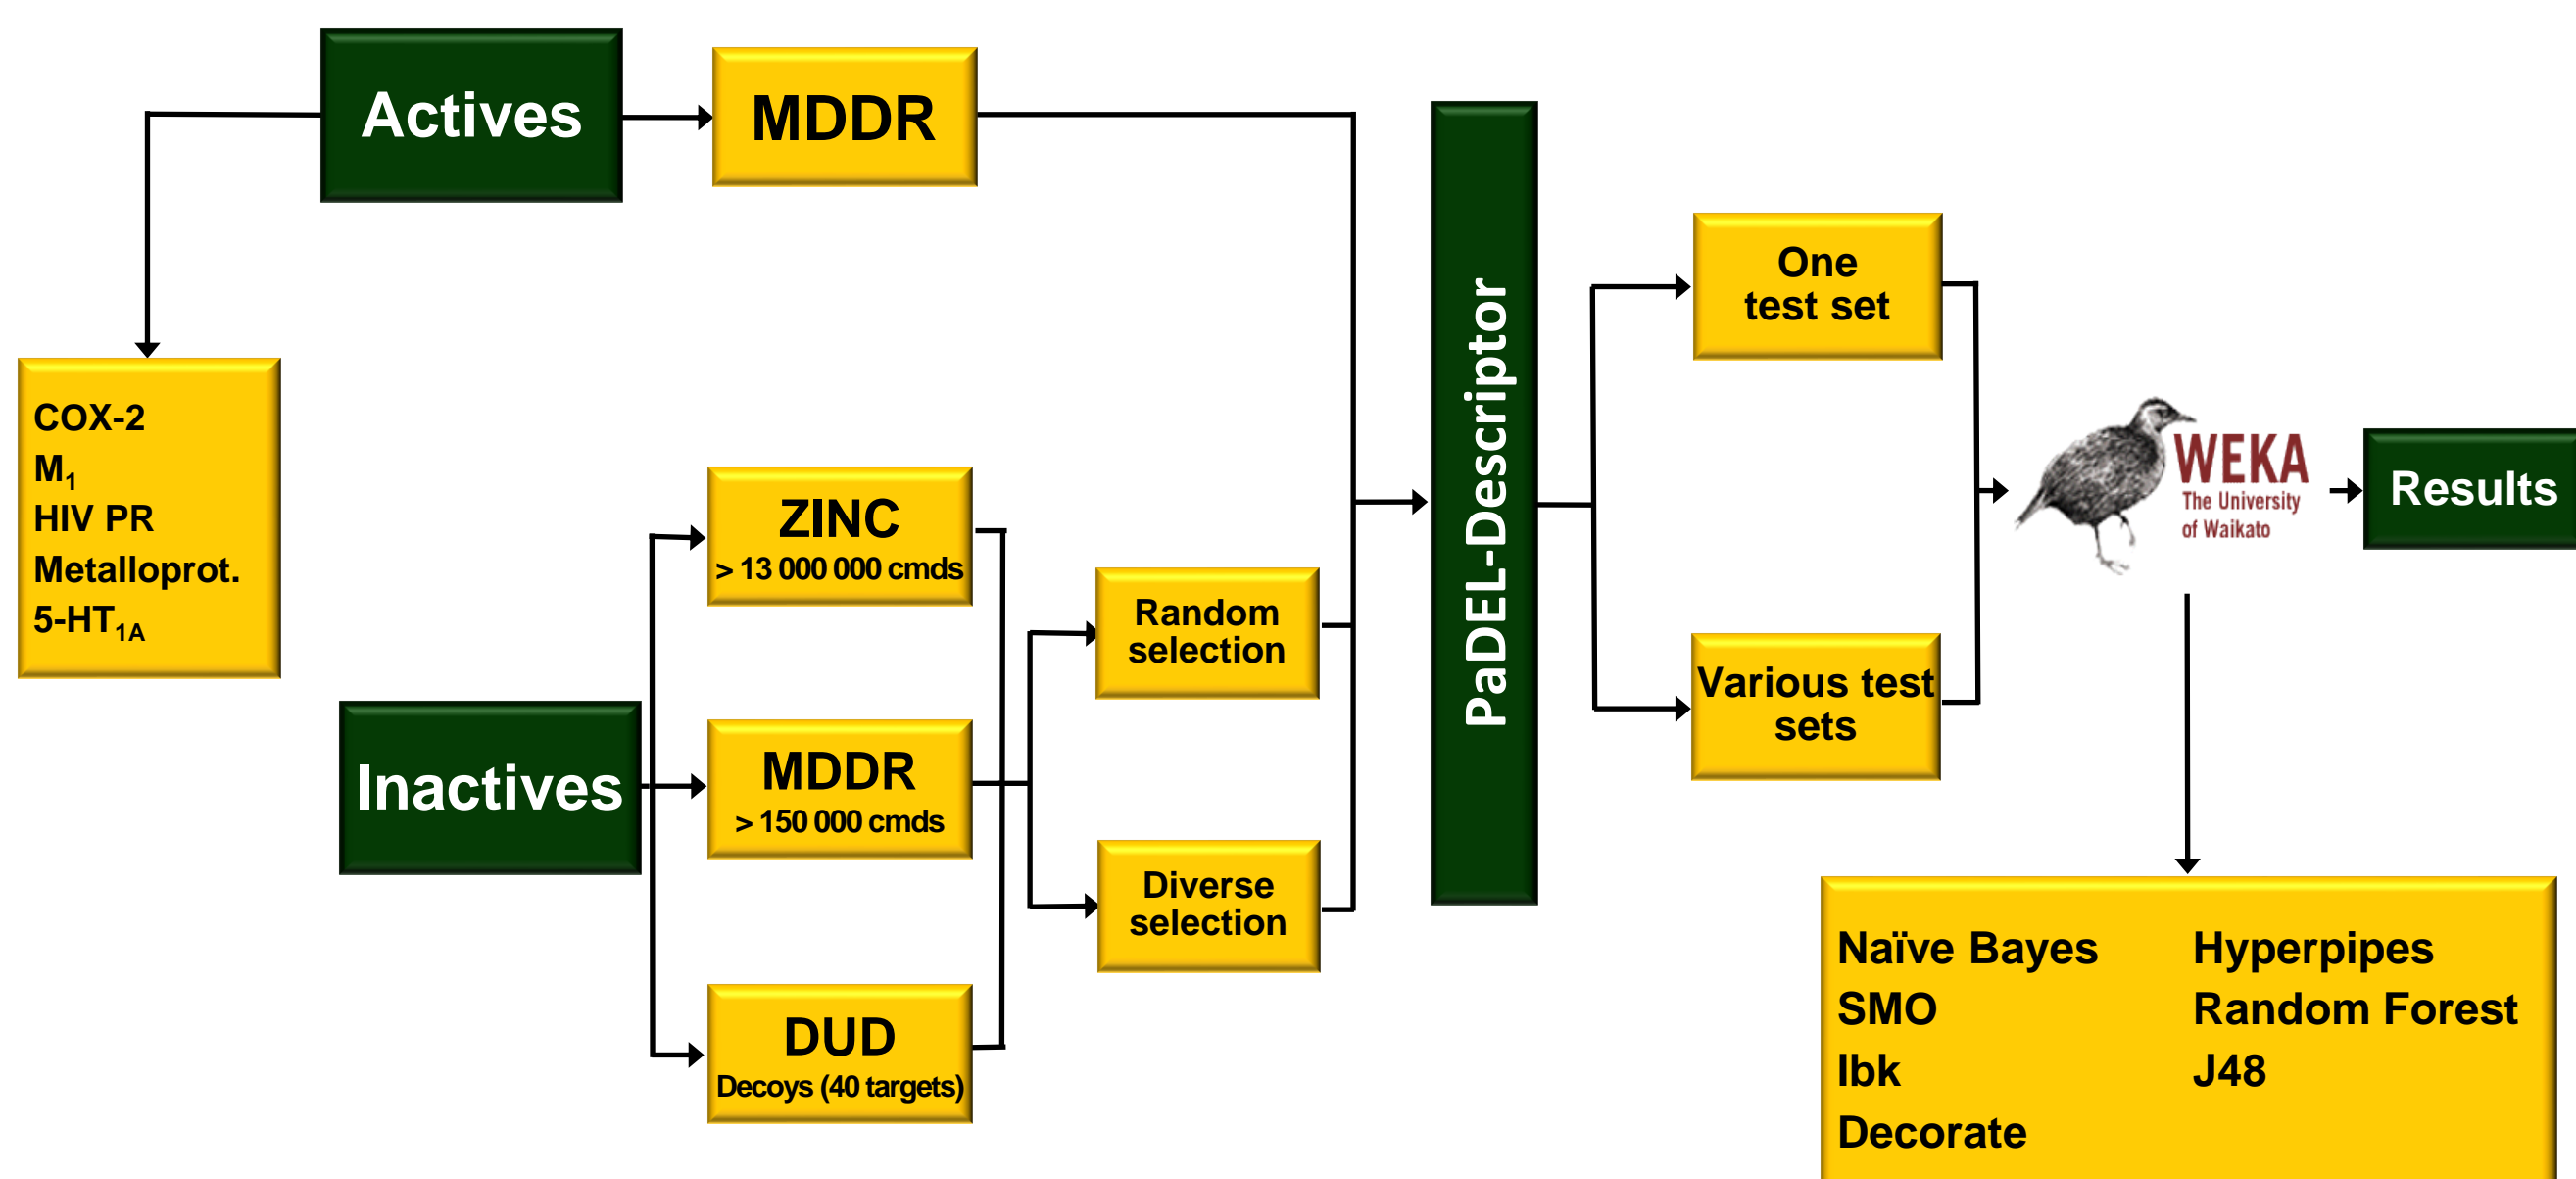 Actives
MDDR
COX-2
M₁
HIV PR
Metalloprot.
5-HT₁A
Inactives
ZINC
> 13 000 000 cmds
MDDR
> 150 000 cmds
DUD
Decoys (40 targets)
Random
selection
Diverse
selection
PaDEL-Descriptor
One
test set
Various test
sets
WEKA
The University
of Waikato
Results
Naïve Bayes
SMO
Ibk
Decorate
Hyperpipes
Random Forest
J48